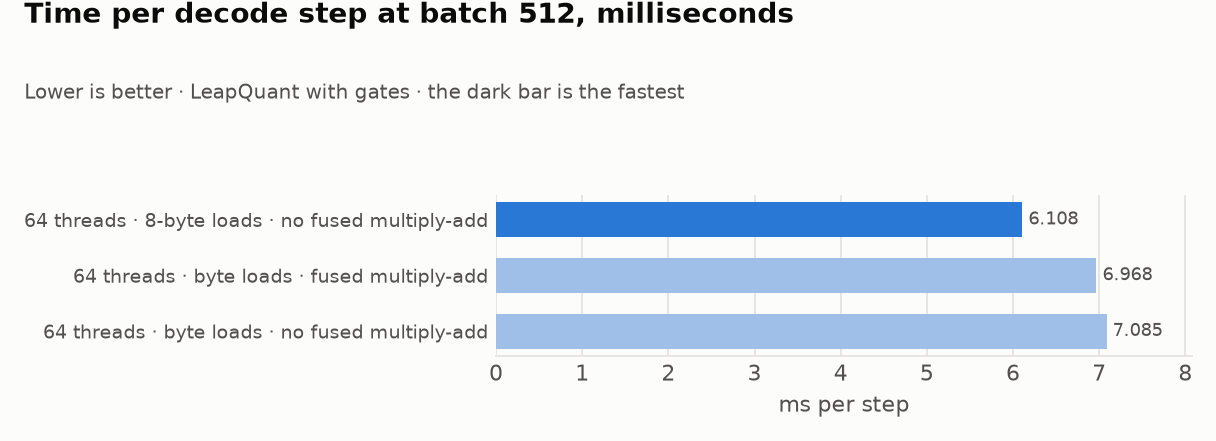 Time per decode step at batch 512, milliseconds
Lower is better · LeapQuant with gates · the dark bar is the fastest
64 threads · 8-byte loads · no fused multiply-add 6.108
64 threads · byte loads · fused multiply-add 6.968
64 threads · byte loads · no fused multiply-add 7.085
0 1 2 3 4 5 6 7 8
ms per step